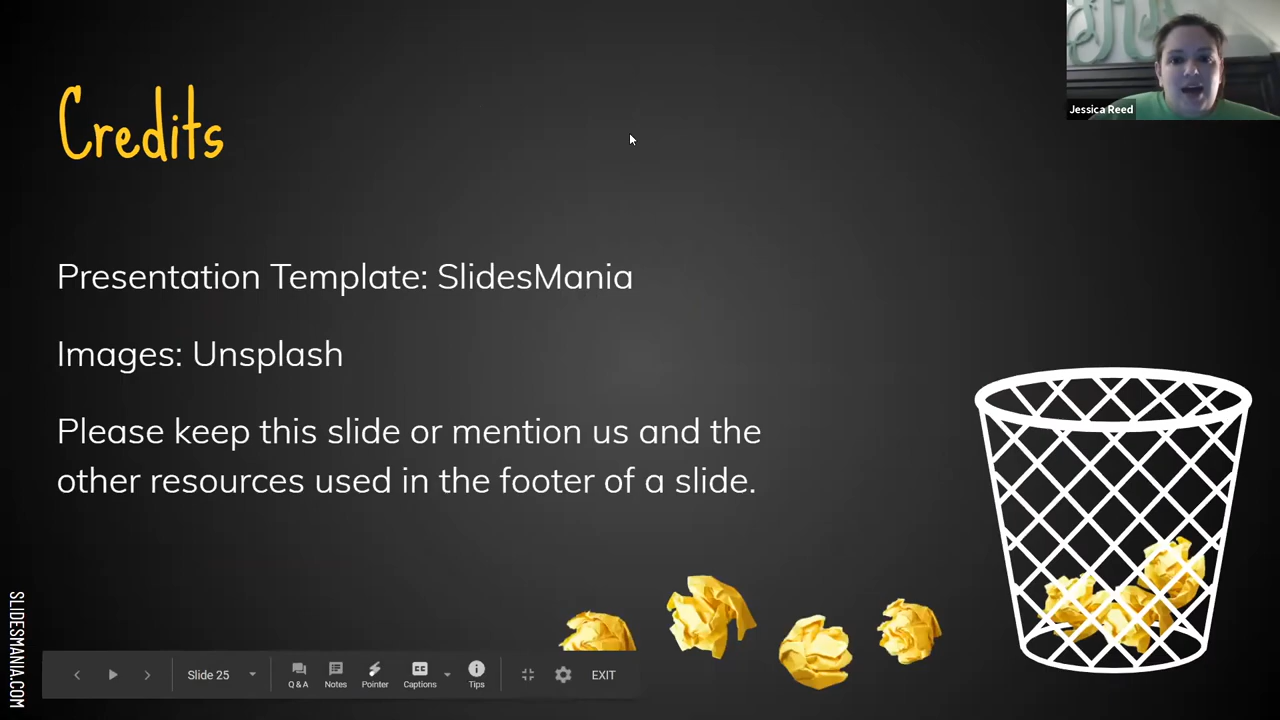 Credits
Jessica Reed
Presentation Template: SlidesMania
Images: Unsplash
Please keep this slide or mention us and the
other resources used in the footer of a slide.
SLIDESMANIA.COM
Slide 25
Q & A
Notes
Pointer
CC
Captions
Tips
EXIT